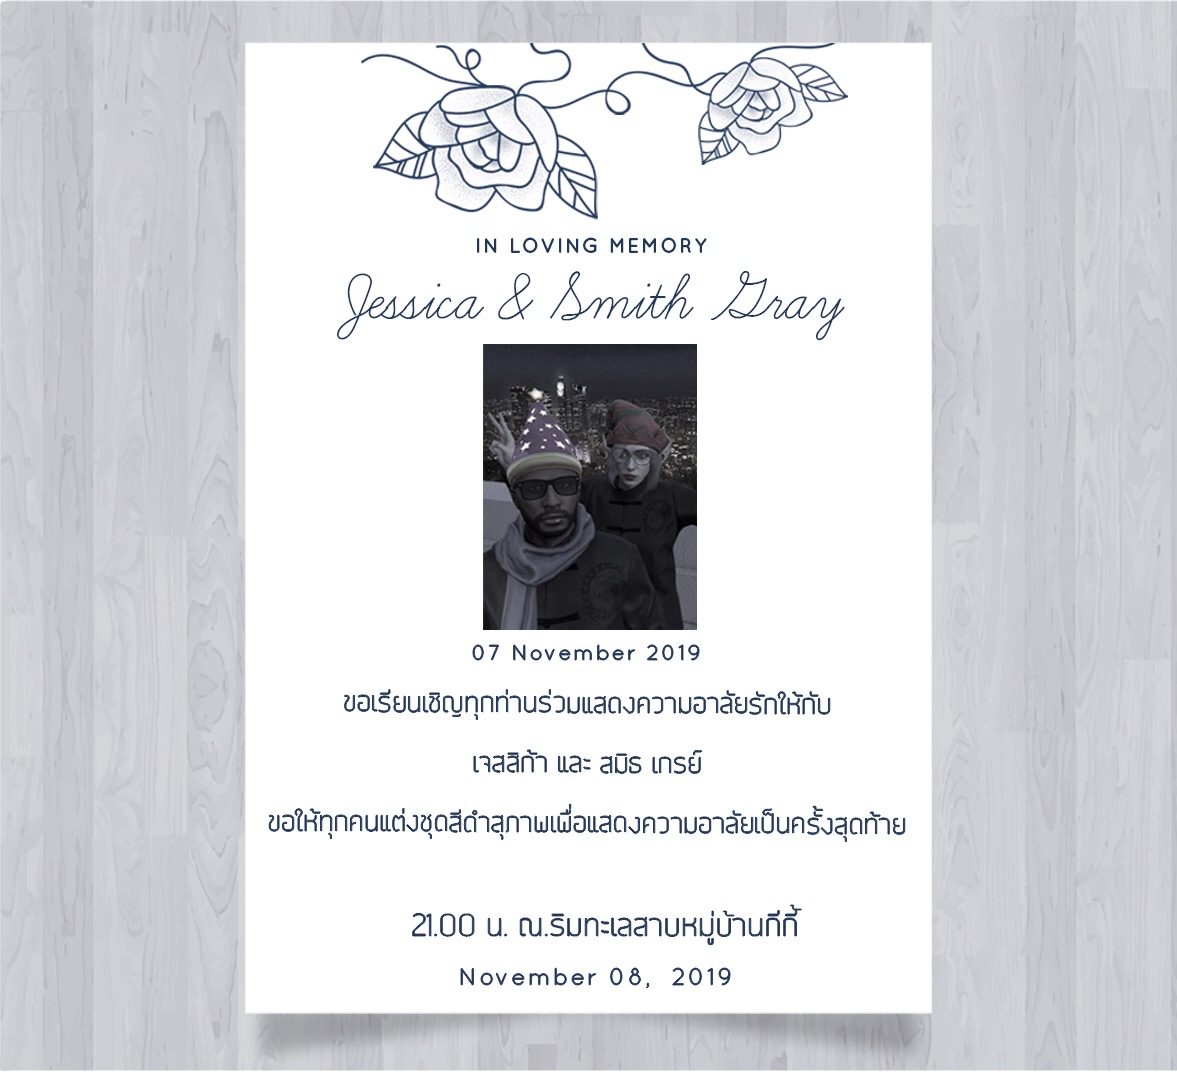 IN LOVING MEMORY
Jessica & Smith Gray
07 November 2019
ขอเรียนเชิญทุกท่านร่วมแสดงความอาลัยรักให้กับ
เจสสิก้า และ สมิธ เกรย์
ขอให้ทุกคนแต่งชุดสีดำสุภาพเพื่อแสดงความอาลัยเป็นครั้งสุดท้าย
21.00 น. ณ.ริมทะเลสาบหมู่บ้านกีกี้
November 08, 2019